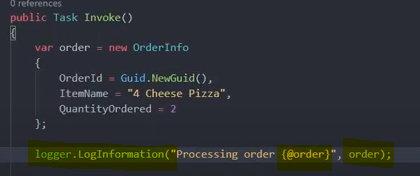 0 references
public Task Invoke()
{
var order = new OrderInfo
{
OrderId = Guid.NewGuid(),
ItemName = "4 Cheese Pizza",
QuantityOrdered = 2
};
logger.LogInformation("Processing order {@order}", order);